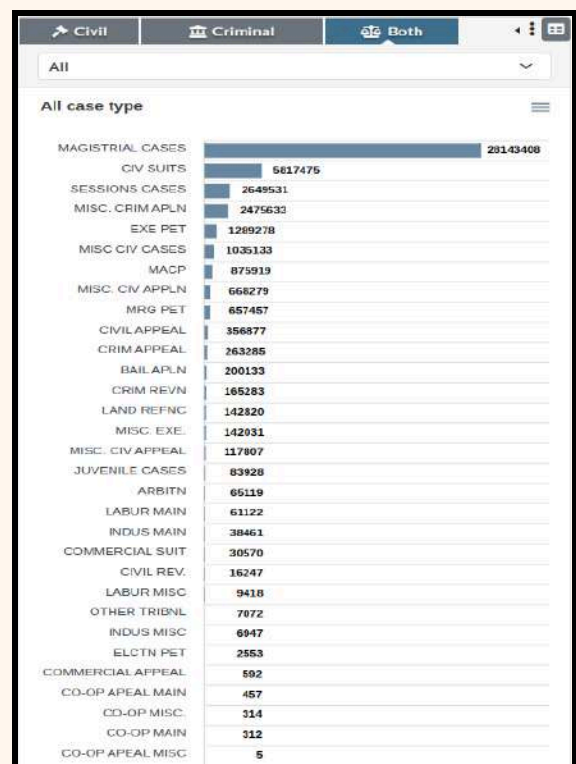 Civil Criminal Both
All
All case type
MAGISTRIAL CASES 28143408
CIV SUITS 5817475
SESSIONS CASES 2649531
MISC. CRIM APLN 2475633
EXE PET 1289278
MISC CIV CASES 1035133
MACP 875919
MISC. CIV APPLN 668279
MRG PET 657457
CIVIL APPEAL 356877
CRIM APPEAL 263285
BAIL APLN 200133
CRIM REVN 165283
LAND REFNC 142820
MISC. EXE. 142031
MISC. CIV APPEAL 117807
JUVENILE CASES 83928
ARBITN 65119
LABUR MAIN 61122
INDUS MAIN 38461
COMMERCIAL SUIT 30570
CIVIL REV. 16247
LABUR MISC 9418
OTHER TRIBNL 7072
INDUS MISC 6947
ELCTN PET 2553
COMMERCIAL APPEAL 592
CO-OP APEAL MAIN 457
CO-OP MISC. 314
CO-OP MAIN 312
CO-OP APEAL MISC 5